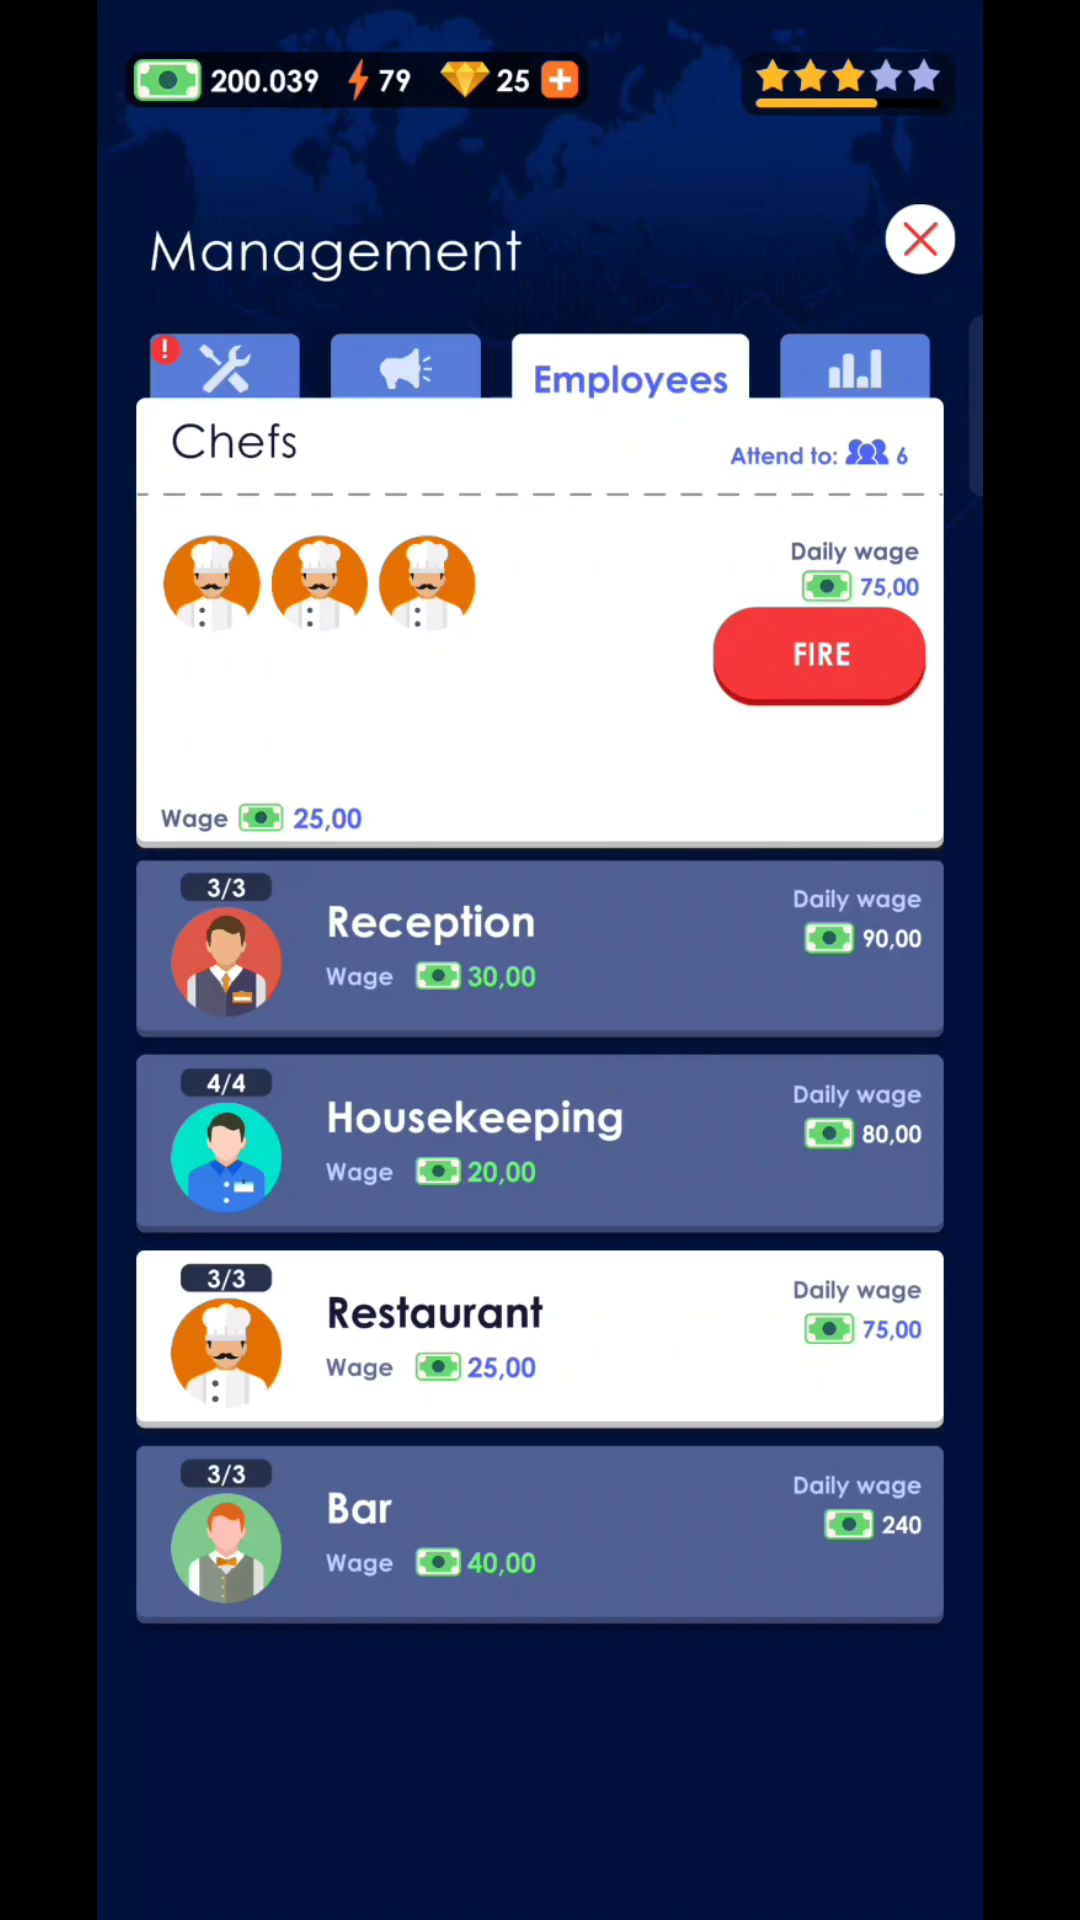 200.039 79 25
Management
!
Employees
Chefs
Attend to: 6
Daily wage
75,00
FIRE
Wage 25,00
3/3
Reception
Wage 30,00
Daily wage
90,00
4/4
Housekeeping
Wage 20,00
Daily wage
80,00
3/3
Restaurant
Wage 25,00
Daily wage
75,00
3/3
Bar
Wage 40,00
Daily wage
240